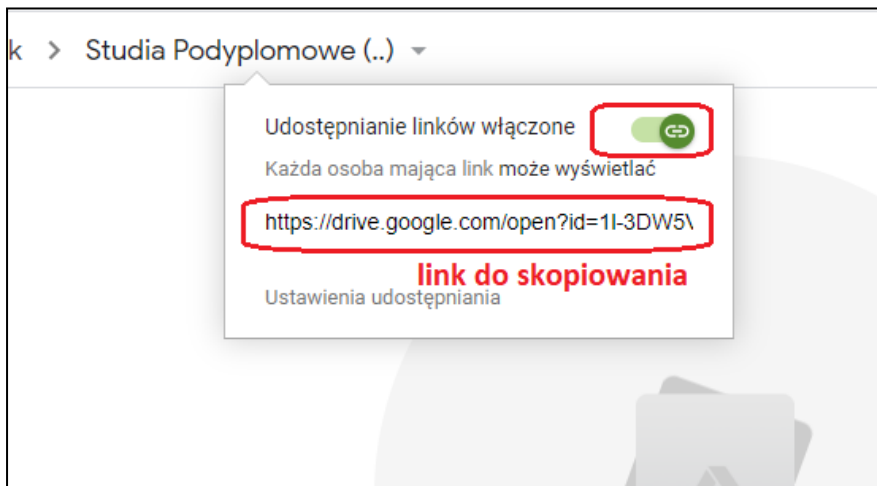 k > Studia Podyplomowe (..)
Udostępnianie linków włączone
Każda osoba mająca link może wyświetlać
https://drive.google.com/open?id=1I-3DW5\
link do skopiowania
Ustawienia udostępniania